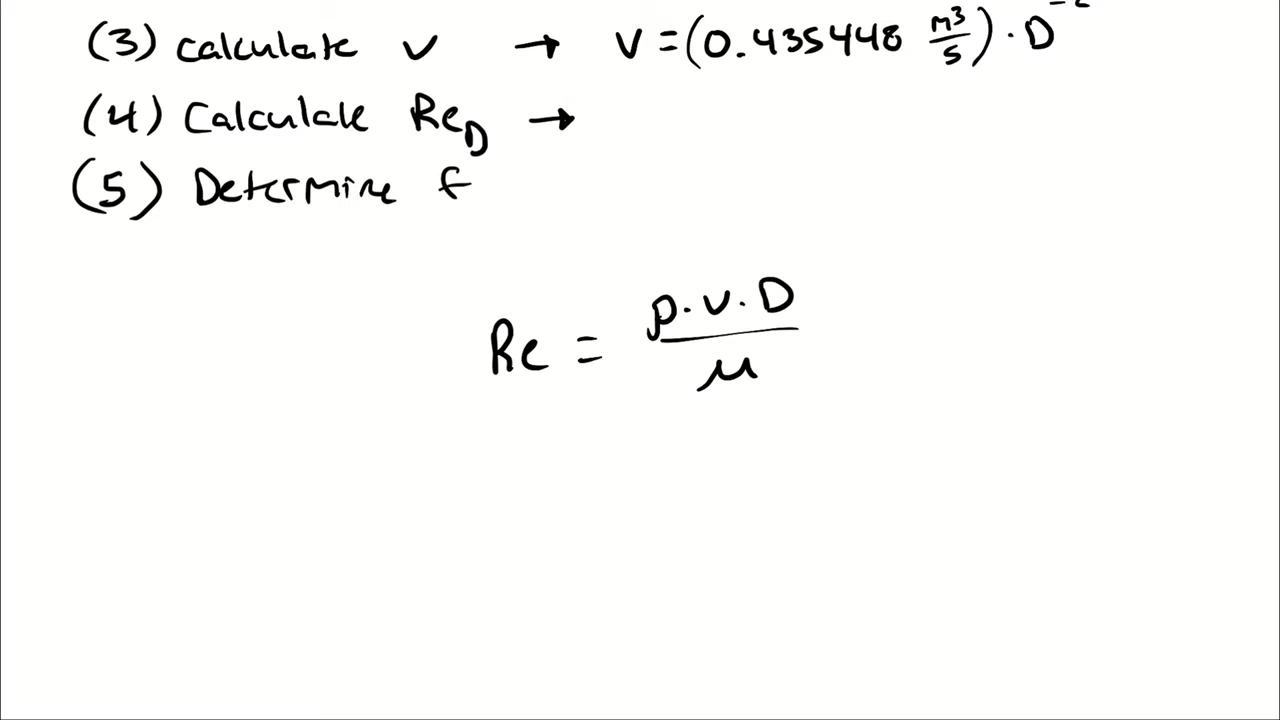 (3) Calculate v → v = (0.435448 m³/s) · D⁻²
(4) Calculate Re_D →
(5) Determine f
Re = ρ·v·D / μ